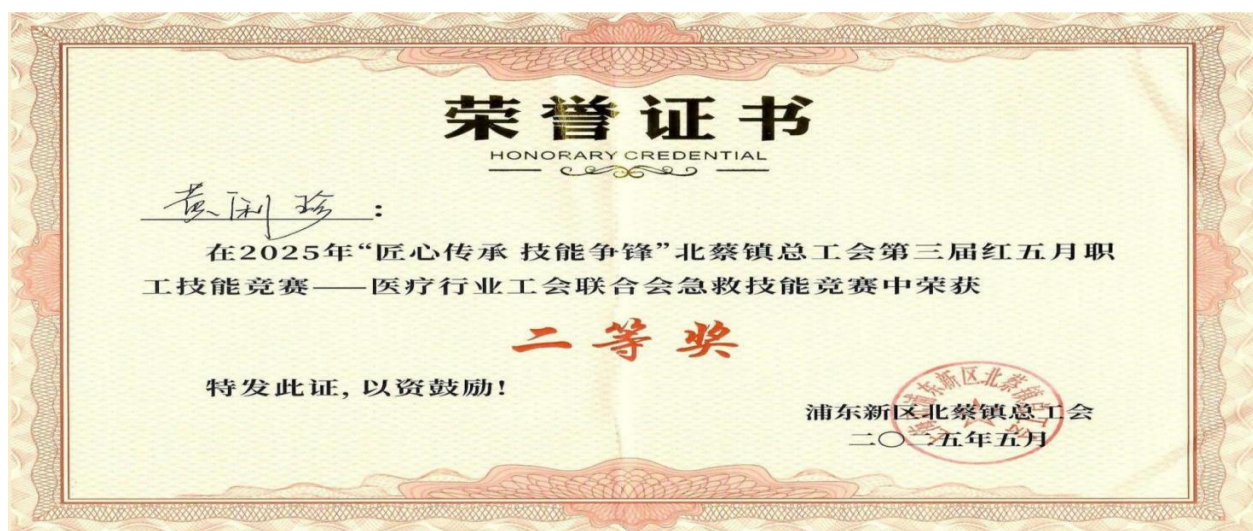 荣誉证书
HONORARY CREDENTIAL
黄利珍：
在2025年“匠心传承 技能争锋”北蔡镇总工会第三届红五月职
工技能竞赛——医疗行业工会联合会急救技能竞赛中荣获
二等奖
特发此证，以资鼓励！
浦东新区北蔡镇总工会
二〇二五年五月